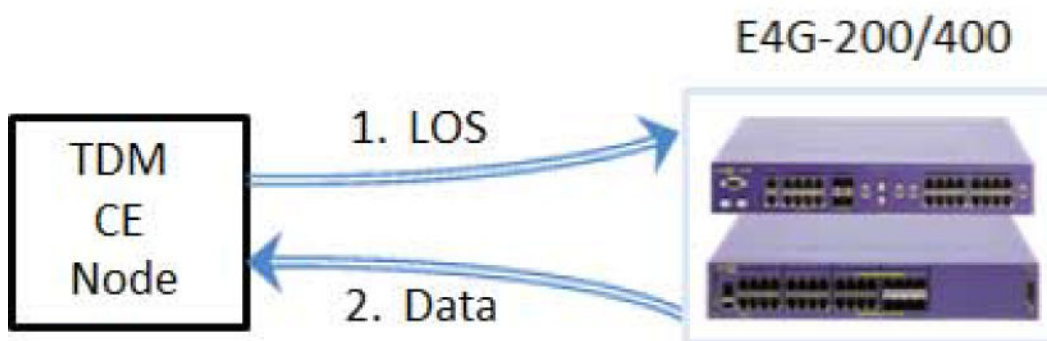 E4G-200/400
1. LOS
TDM
CE
Node
2. Data